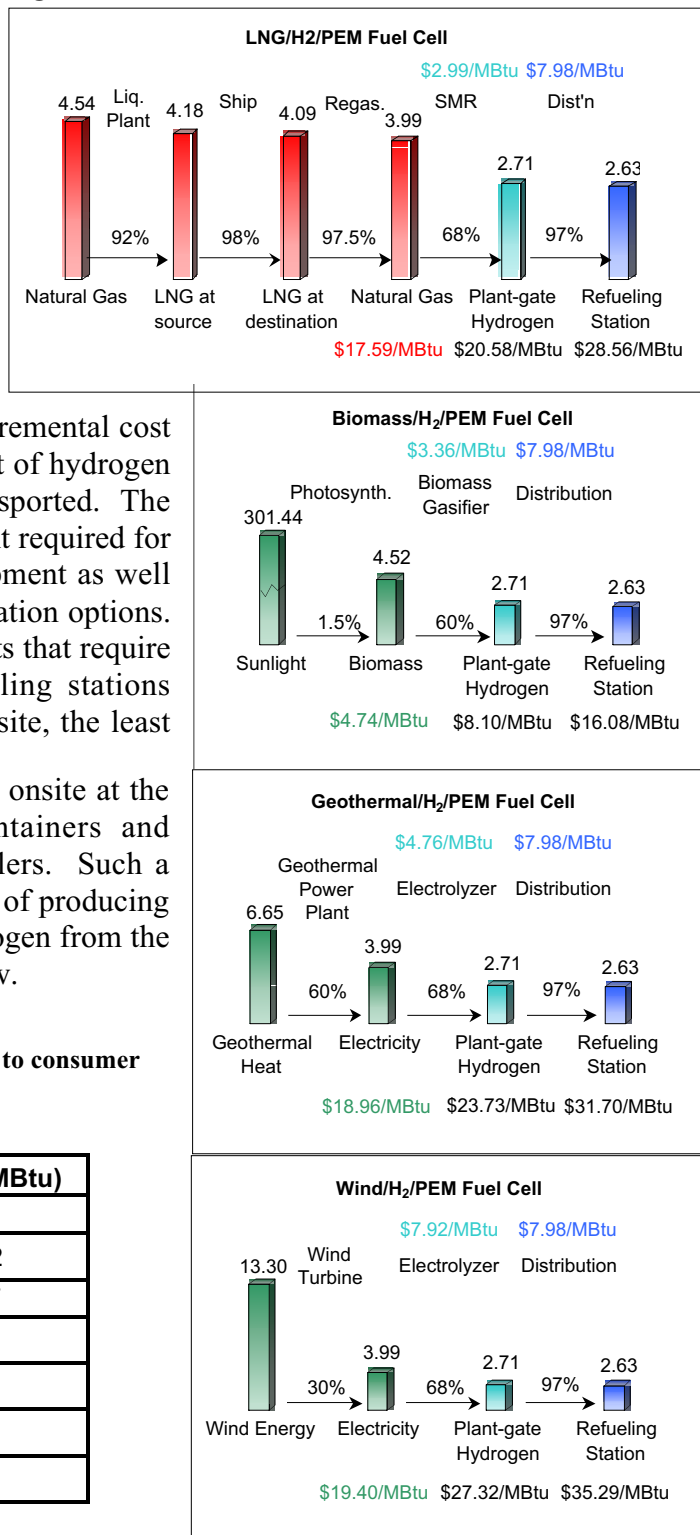 LNG/H2/PEM Fuel Cell
$2.99/MBtu $7.98/MBtu
Liq. Plant Ship Regas. SMR Dist'n
4.54 4.18 4.09 3.99 2.71 2.63
92% 98% 97.5% 68% 97%
Natural Gas LNG at source LNG at destination Natural Gas Plant-gate Hydrogen Refueling Station
$17.59/MBtu $20.58/MBtu $28.56/MBtu
remental cost
t of hydrogen
sported. The
t required for
pment as well
ation options.
ts that require
ling stations
site, the least
onsite at the
ntainers and
lers. Such a
of producing
ogen from the
v.
to consumer
MBtu)
2
Biomass/H₂/PEM Fuel Cell
$3.36/MBtu $7.98/MBtu
Photosynth. Biomass Gasifier Distribution
301.44 4.52 2.71 2.63
1.5% 60% 97%
Sunlight Biomass Plant-gate Hydrogen Refueling Station
$4.74/MBtu $8.10/MBtu $16.08/MBtu
Geothermal/H₂/PEM Fuel Cell
$4.76/MBtu $7.98/MBtu
Geothermal Power Plant Electrolyzer Distribution
6.65 3.99 2.71 2.63
60% 68% 97%
Geothermal Heat Electricity Plant-gate Hydrogen Refueling Station
$18.96/MBtu $23.73/MBtu $31.70/MBtu
Wind/H₂/PEM Fuel Cell
$7.92/MBtu $7.98/MBtu
Wind Turbine Electrolyzer Distribution
13.30 3.99 2.71 2.63
30% 68% 97%
Wind Energy Electricity Plant-gate Hydrogen Refueling Station
$19.40/MBtu $27.32/MBtu $35.29/MBtu